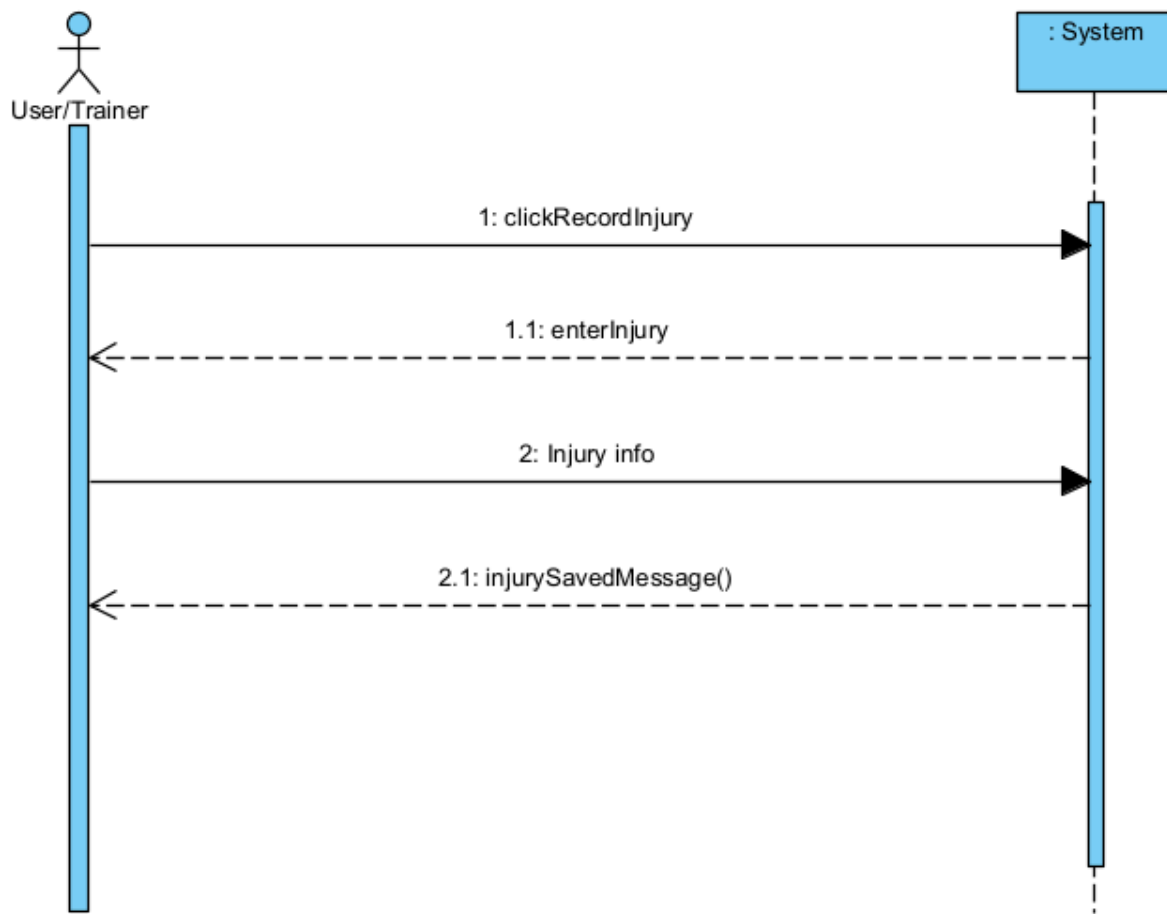 : System
User/Trainer
1: clickRecordInjury
1.1: enterInjury
2: Injury info
2.1: injurySavedMessage()